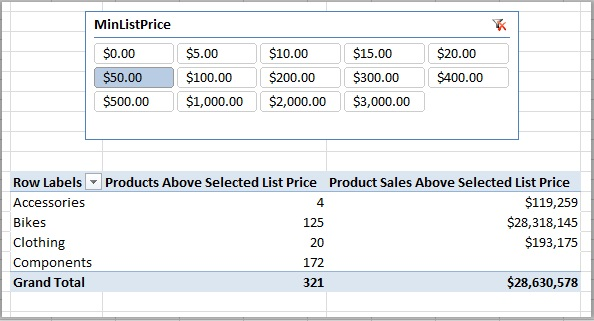 MinListPrice
$0.00 $5.00 $10.00 $15.00 $20.00
$50.00 $100.00 $200.00 $300.00 $400.00
$500.00 $1,000.00 $2,000.00 $3,000.00
Row Labels Products Above Selected List Price Product Sales Above Selected List Price
Accessories 4 $119,259
Bikes 125 $28,318,145
Clothing 20 $193,175
Components 172
Grand Total 321 $28,630,578